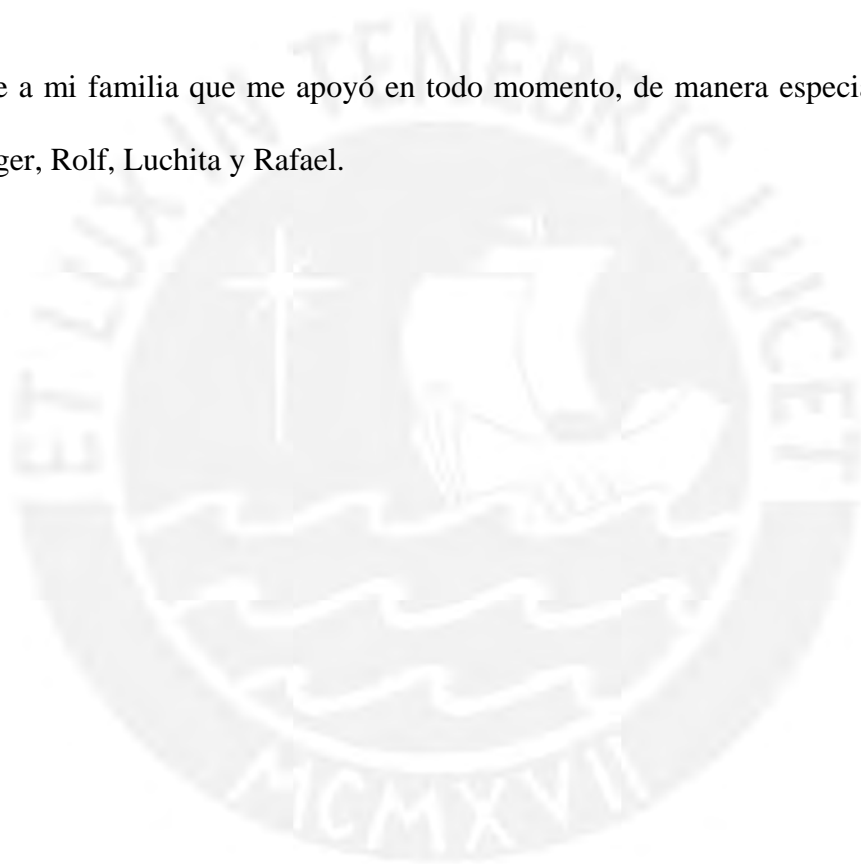 e a mi familia que me apoyó en todo momento, de manera especia
ger, Rolf, Luchita y Rafael.
ET LUX IN TENEBRIS LUCET
MCMXVII